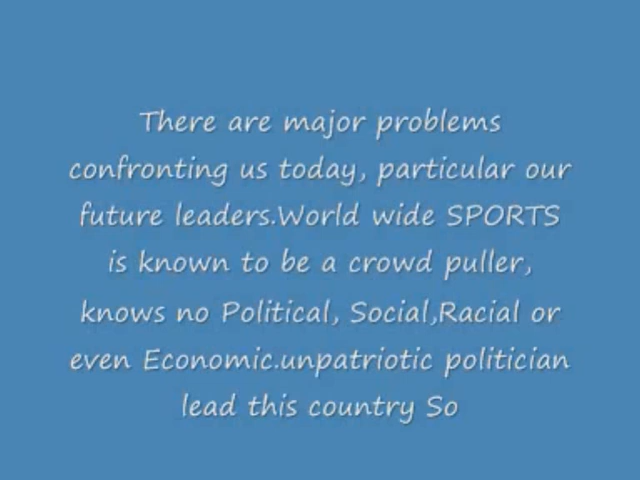 There are major problems
confronting us today, particular our
future leaders.World wide SPORTS
is known to be a crowd puller,
knows no Political, Social,Racial or
even Economic.unpatriotic politician
lead this country So